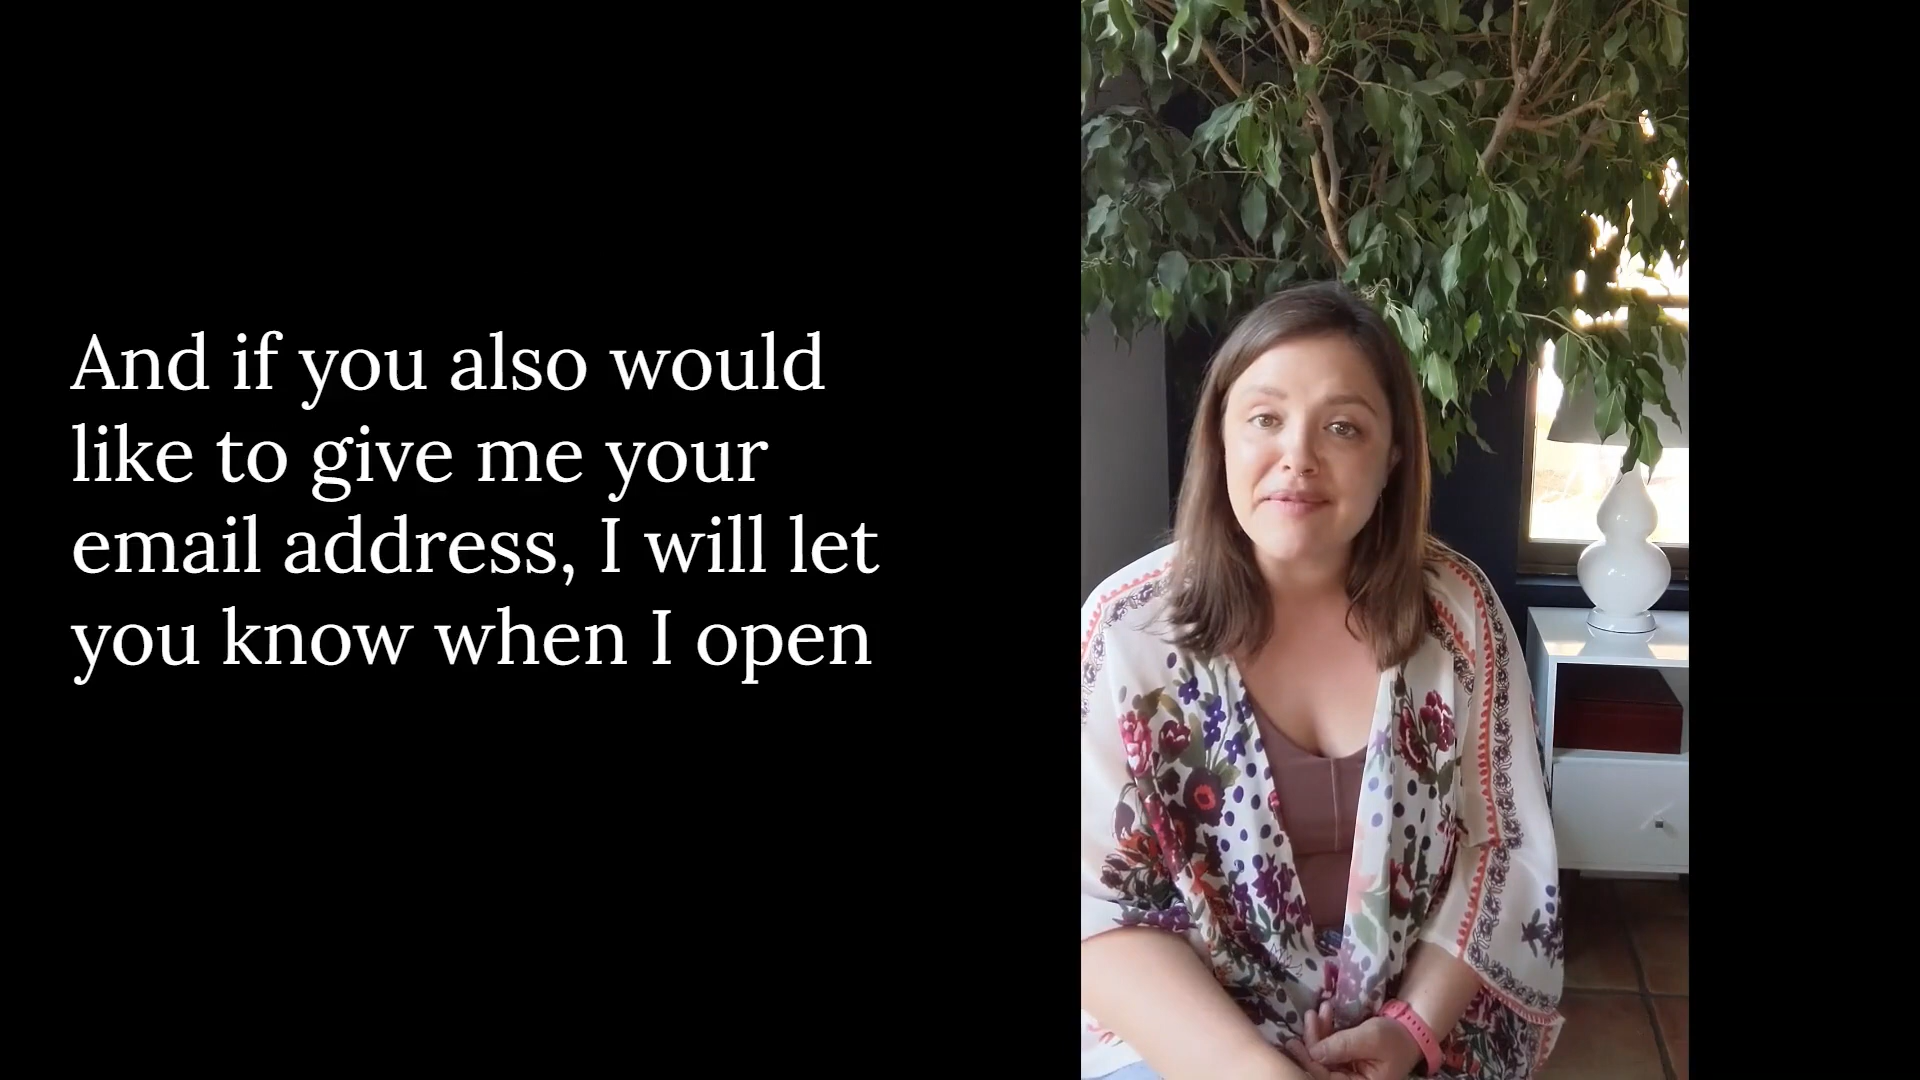 And if you also would
like to give me your
email address, I will let
you know when I open